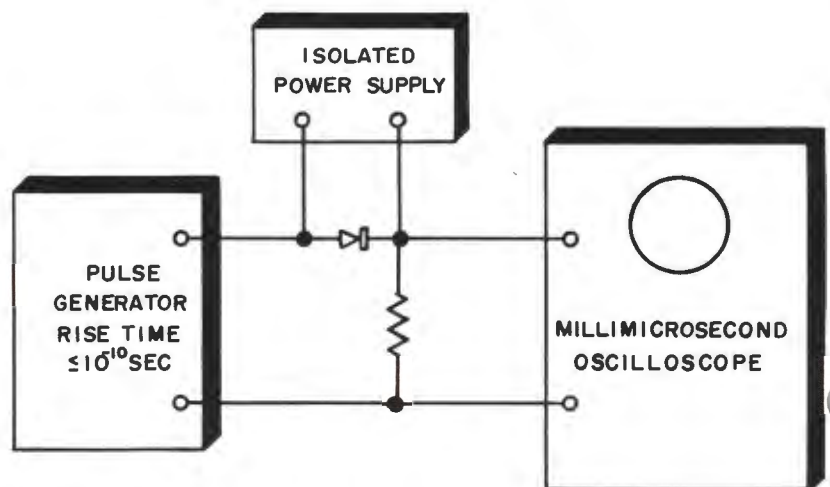 ISOLATED
POWER SUPPLY
PULSE
GENERATOR
RISE TIME
≤10⁻¹⁰SEC
MILLIMICROSECOND
OSCILLOSCOPE